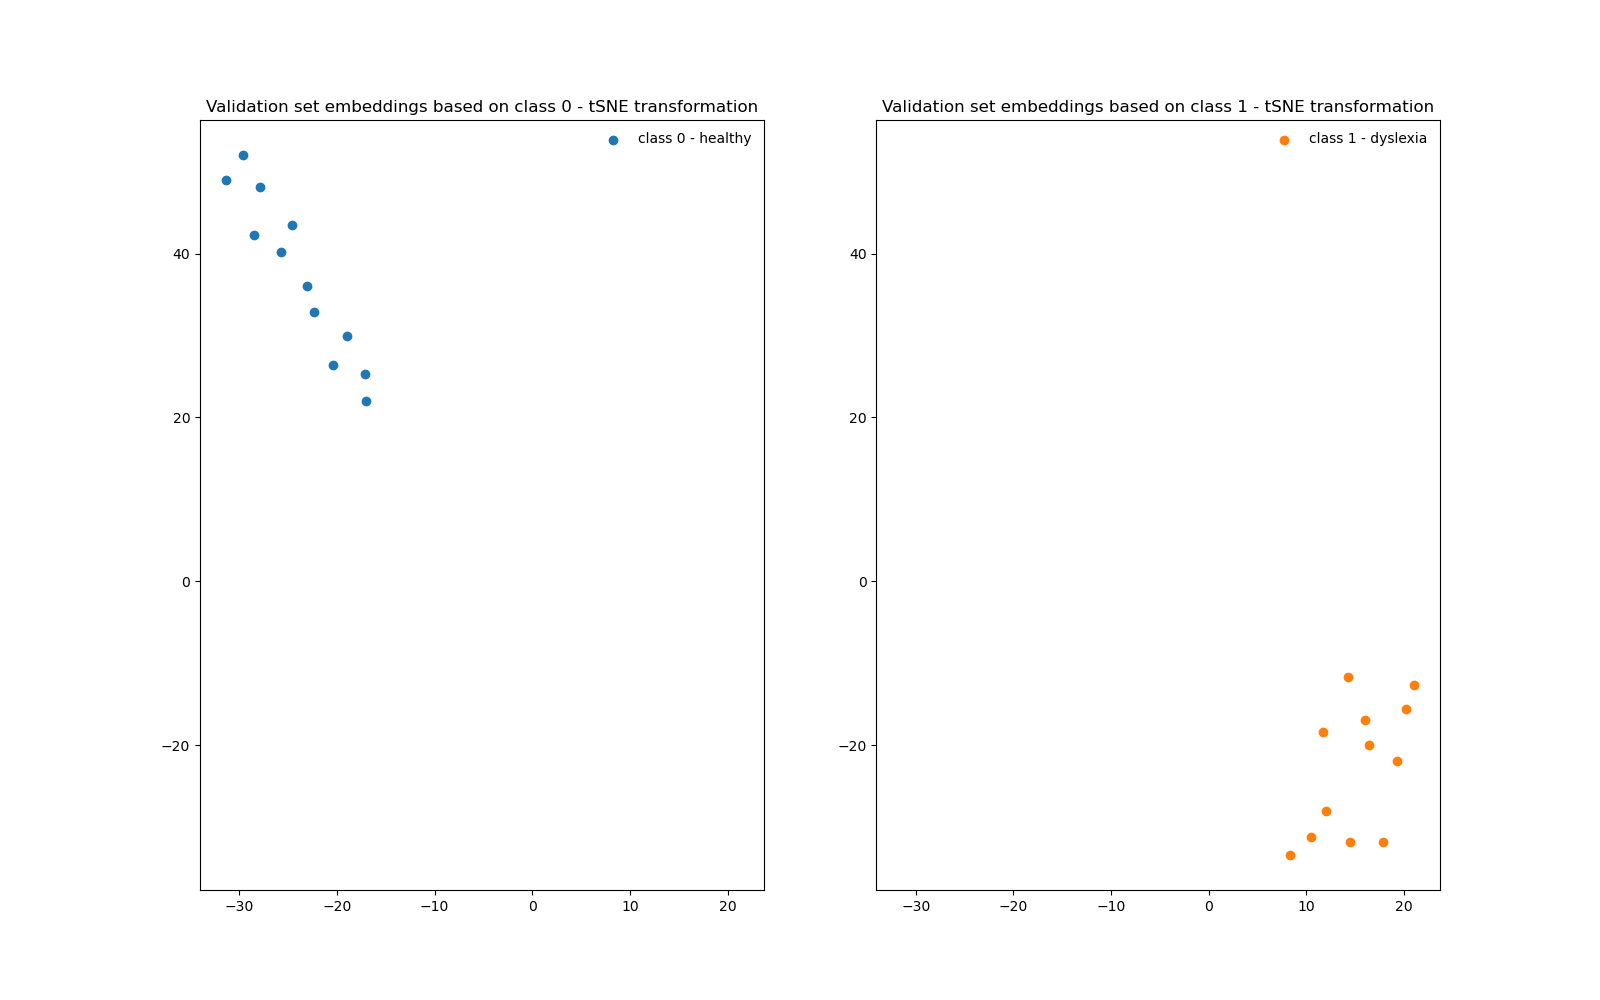 Validation set embeddings based on class 0 - tSNE transformation
class 0 - healthy
40
20
0
−20
−30 −20 −10 0 10 20
Validation set embeddings based on class 1 - tSNE transformation
class 1 - dyslexia
40
20
0
−20
−30 −20 −10 0 10 20